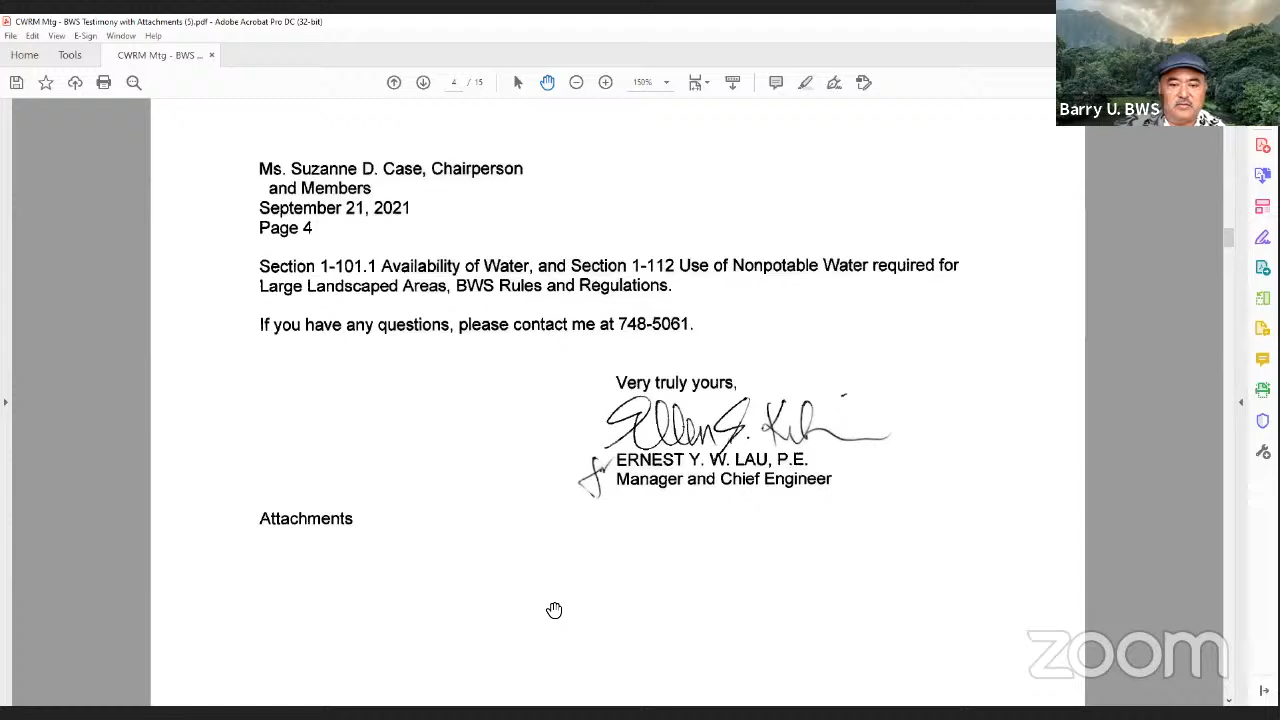 CWRM Mtg - BWS Testimony with Attachments (5).pdf - Adobe Acrobat Pro DC (32-bit)
File Edit View E-Sign Window Help
Home Tools CWRM Mtg - BWS ... ×
4 / 15 150%
Barry U. BWS
Ms. Suzanne D. Case, Chairperson
and Members
September 21, 2021
Page 4
Section 1-101.1 Availability of Water, and Section 1-112 Use of Nonpotable Water required for
Large Landscaped Areas, BWS Rules and Regulations.
If you have any questions, please contact me at 748-5061.
Very truly yours,
Ellen
for ERNEST Y. W. LAU, P.E.
Manager and Chief Engineer
Attachments
zoom